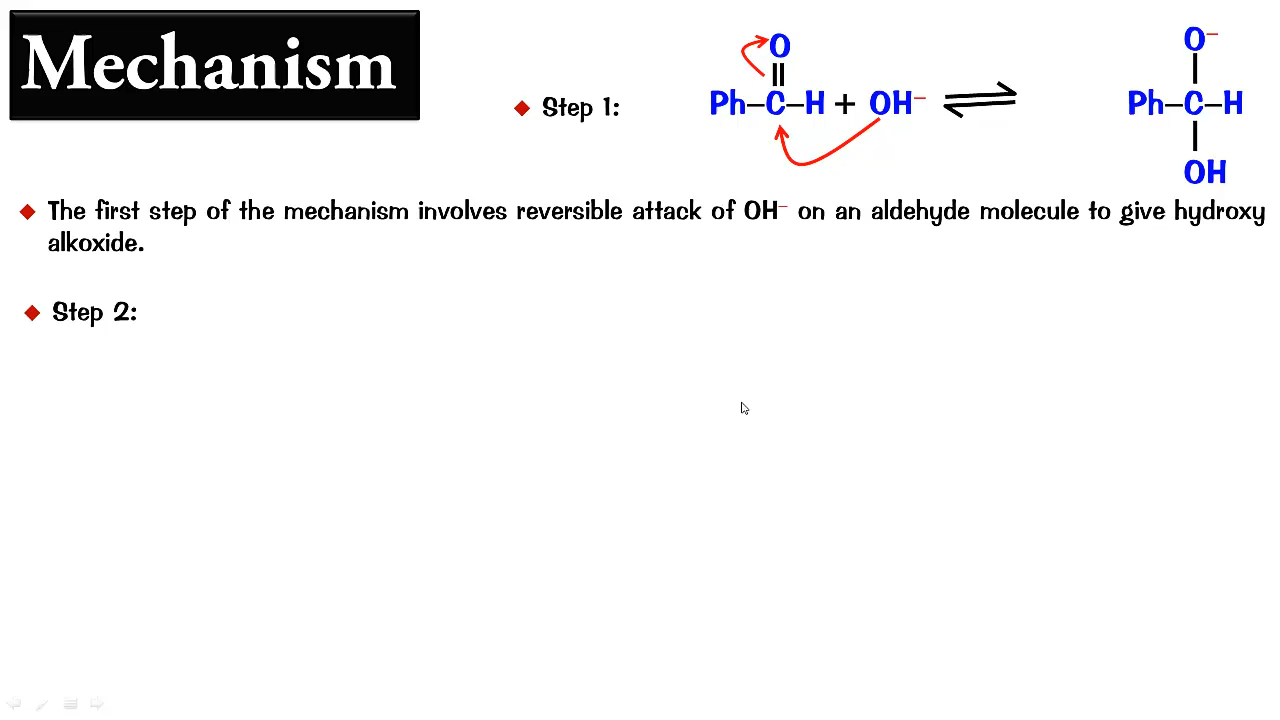 Mechanism
◆ Step 1:
O
Ph–C–H + OH⁻ ⇌
O⁻
Ph–C–H
OH
◆ The first step of the mechanism involves reversible attack of OH⁻ on an aldehyde molecule to give hydroxy
alkoxide.
◆ Step 2: